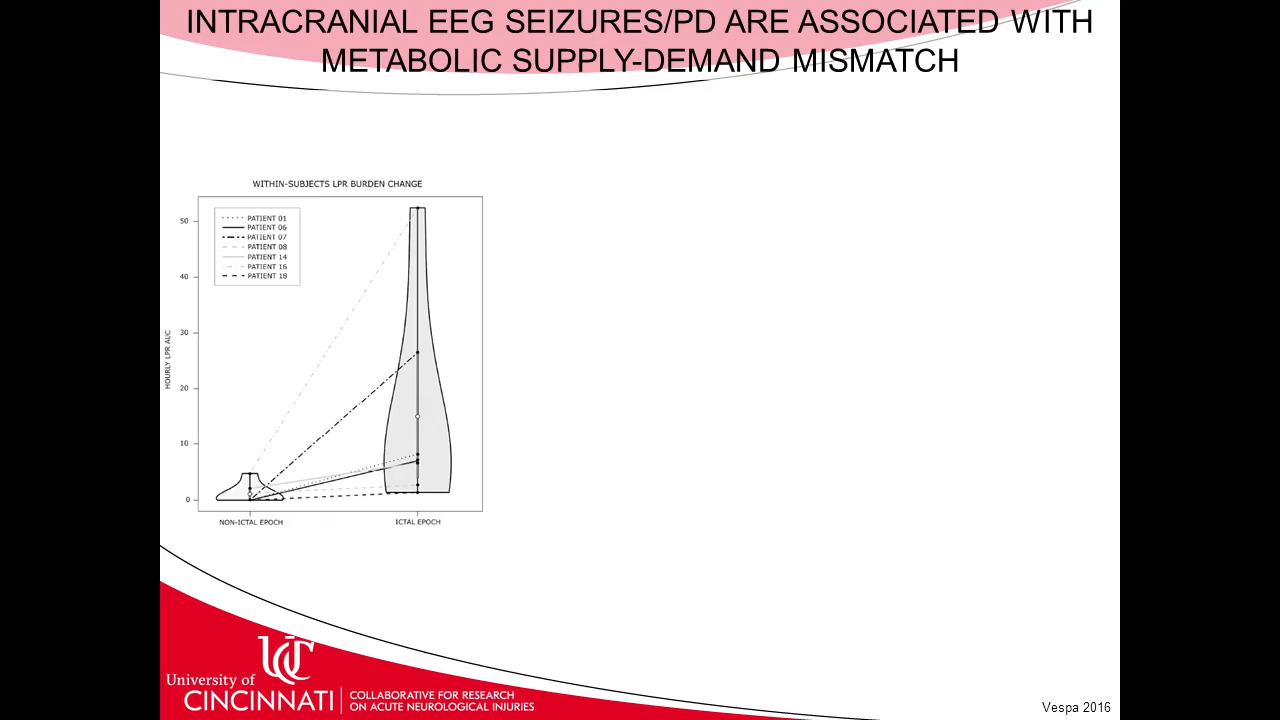 INTRACRANIAL EEG SEIZURES/PD ARE ASSOCIATED WITH
METABOLIC SUPPLY-DEMAND MISMATCH
WITHIN-SUBJECTS LPR BURDEN CHANGE
PATIENT 01
PATIENT 06
PATIENT 07
PATIENT 08
PATIENT 14
PATIENT 16
PATIENT 18
50
40
30
20
10
0
HOURLY LPR AUC
NON-ICTAL EPOCH
ICTAL EPOCH
UC
University of
CINCINNATI
COLLABORATIVE FOR RESEARCH
ON ACUTE NEUROLOGICAL INJURIES
Vespa 2016